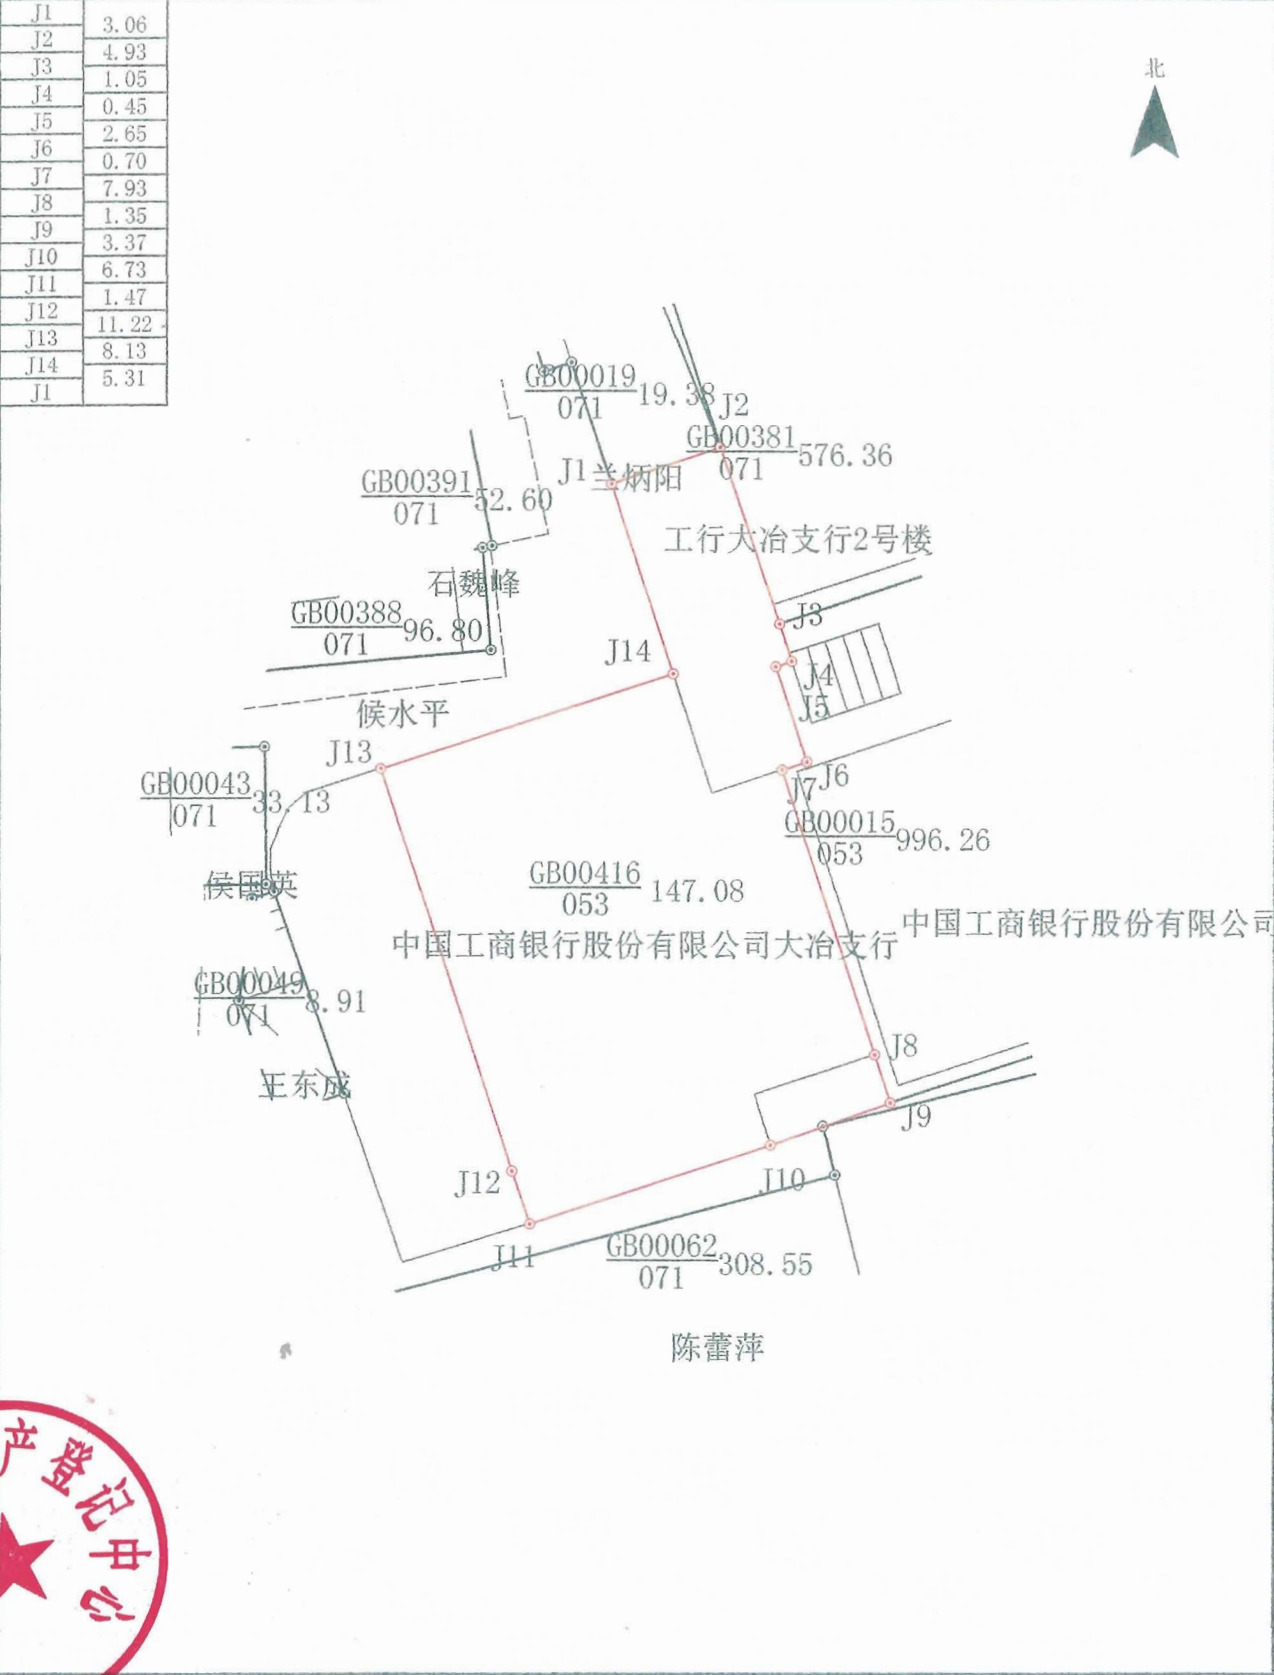 J1
3.06
J2
4.93
J3
1.05
J4
0.45
J5
2.65
J6
0.70
J7
7.93
J8
1.35
J9
3.37
J10
6.73
J11
1.47
J12
11.22
J13
8.13
J14
5.31
J1
北
GB00019
071
19.38
J2
GB00381
071
576.36
J1
兰炳阳
GB00391
071
52.60
工行大冶支行2号楼
石魏峰
GB00388
071
96.80
J3
J14
J4
J5
候水平
J13
J6
J7
GB00043
071
33.13
GB00015
053
996.26
GB00416
053
147.08
侯国英
中国工商银行股份有限公司大冶支行
中国工商银行股份有限公司
GB00049
071
8.91
J8
王东成
J9
J12
J10
J11
GB00062
071
308.55
陈蕾萍
产登记中心